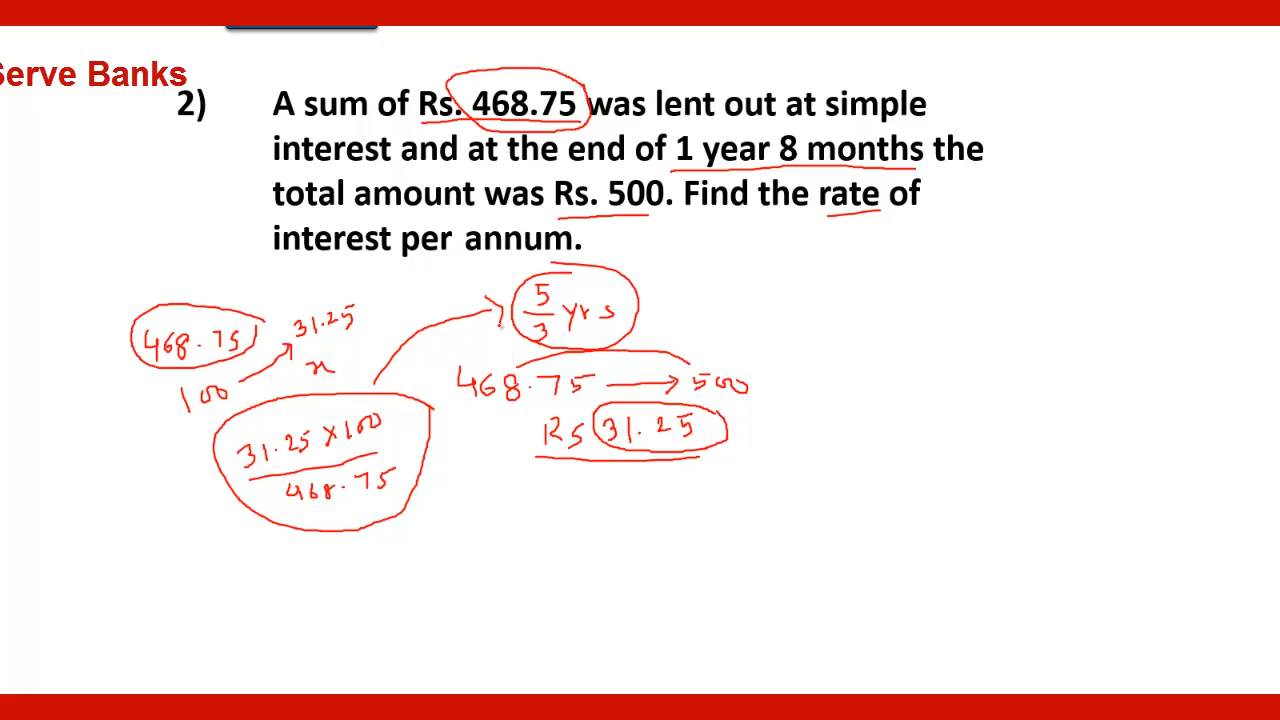 Serve Banks
2) A sum of Rs. 468.75 was lent out at simple
interest and at the end of 1 year 8 months the
total amount was Rs. 500. Find the rate of
interest per annum.
5/3 yrs
468.75 31.25
100 x
468.75 → 500
Rs 31.25
31.25 × 100
468.75